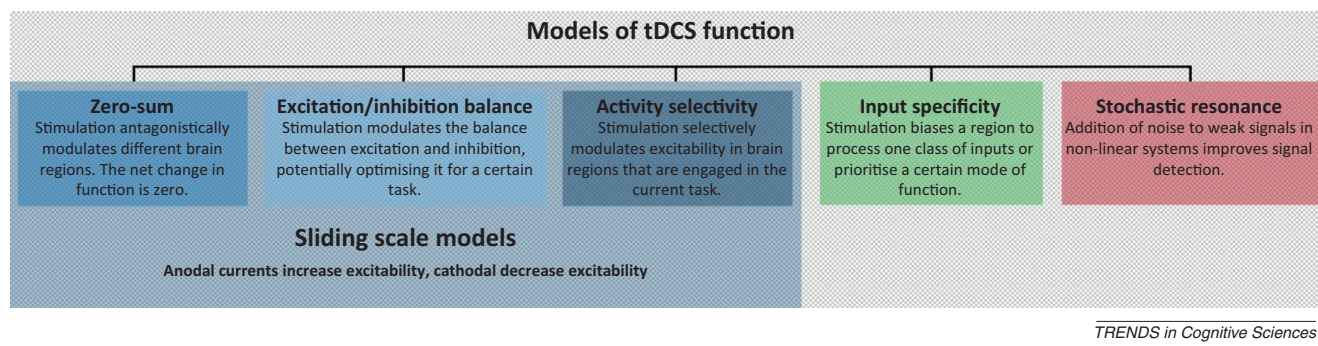 Models of tDCS function
Zero-sum
Stimulation antagonistically
modulates different brain
regions. The net change in
function is zero.
Excitation/inhibition balance
Stimulation modulates the balance
between excitation and inhibition,
potentially optimising it for a certain
task.
Activity selectivity
Stimulation selectively
modulates excitability in brain
regions that are engaged in the
current task.
Input specificity
Stimulation biases a region to
process one class of inputs or
prioritise a certain mode of
function.
Stochastic resonance
Addition of noise to weak signals in
non-linear systems improves signal
detection.
Sliding scale models
Anodal currents increase excitability, cathodal decrease excitability
TRENDS in Cognitive Sciences